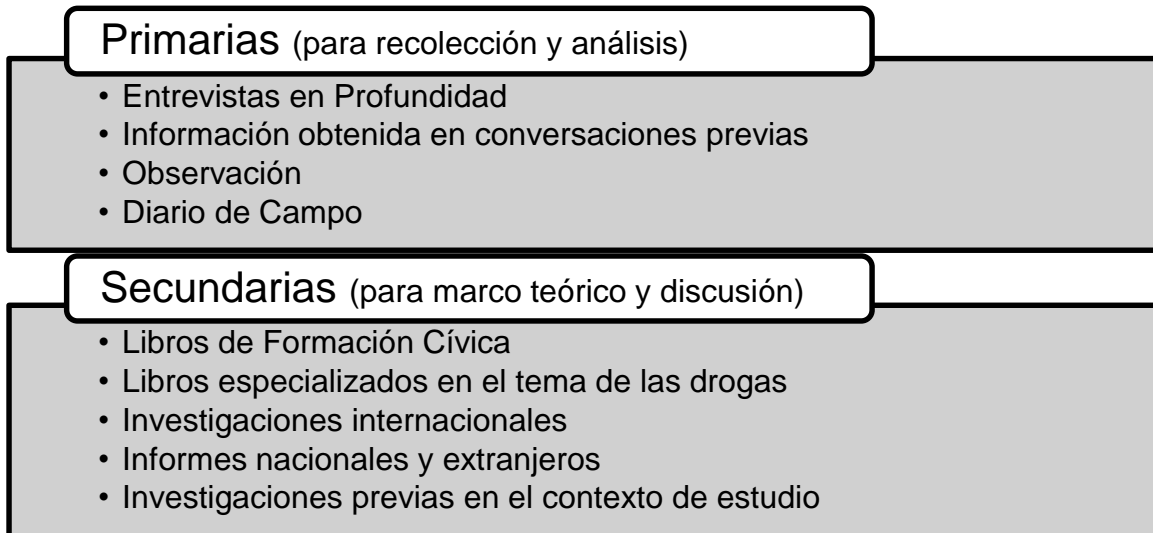 Primarias (para recolección y análisis)
• Entrevistas en Profundidad
• Información obtenida en conversaciones previas
• Observación
• Diario de Campo
Secundarias (para marco teórico y discusión)
• Libros de Formación Cívica
• Libros especializados en el tema de las drogas
• Investigaciones internacionales
• Informes nacionales y extranjeros
• Investigaciones previas en el contexto de estudio